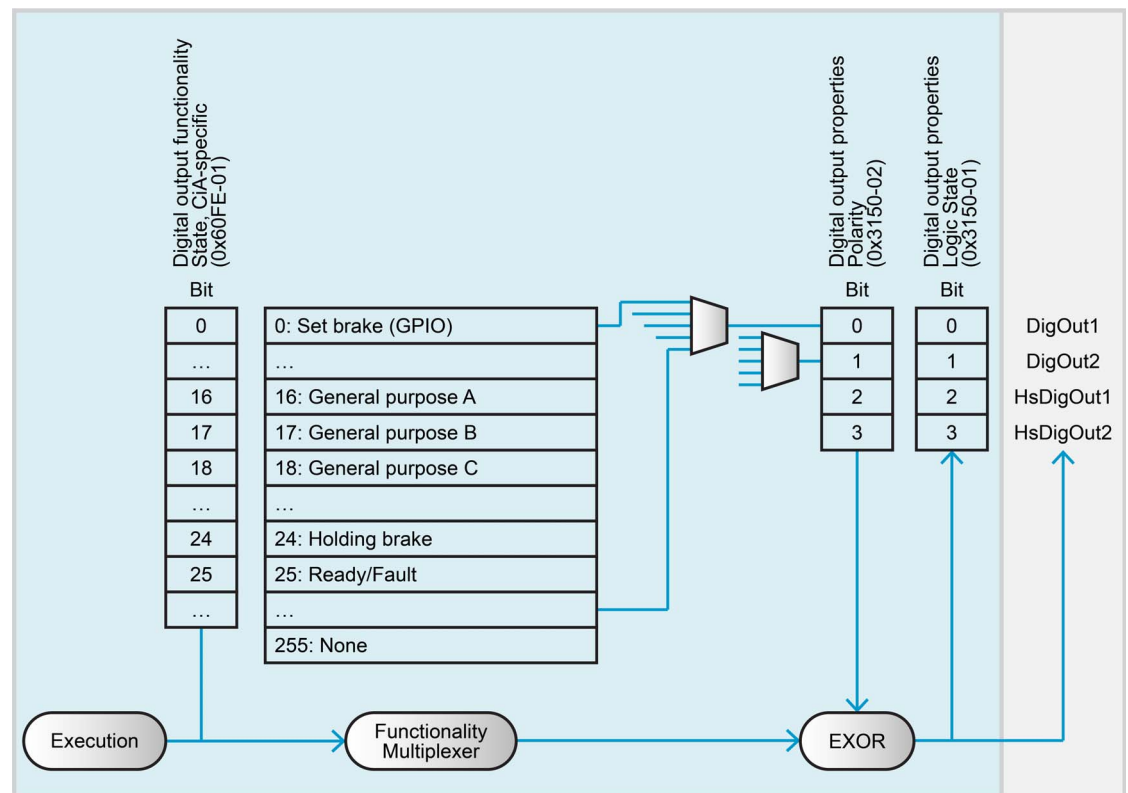 Digital output functionality
State, CiA-specific
(0x60FE-01)
Digital output properties
Polarity
(0x3150-02)
Digital output properties
Logic State
(0x3150-01)
Bit
Bit
Bit
0
0: Set brake (GPIO)
0
0
DigOut1
...
...
1
1
DigOut2
16
16: General purpose A
2
2
HsDigOut1
17
17: General purpose B
3
3
HsDigOut2
18
18: General purpose C
...
...
24
24: Holding brake
25
25: Ready/Fault
...
...
255: None
Execution
Functionality
Multiplexer
EXOR